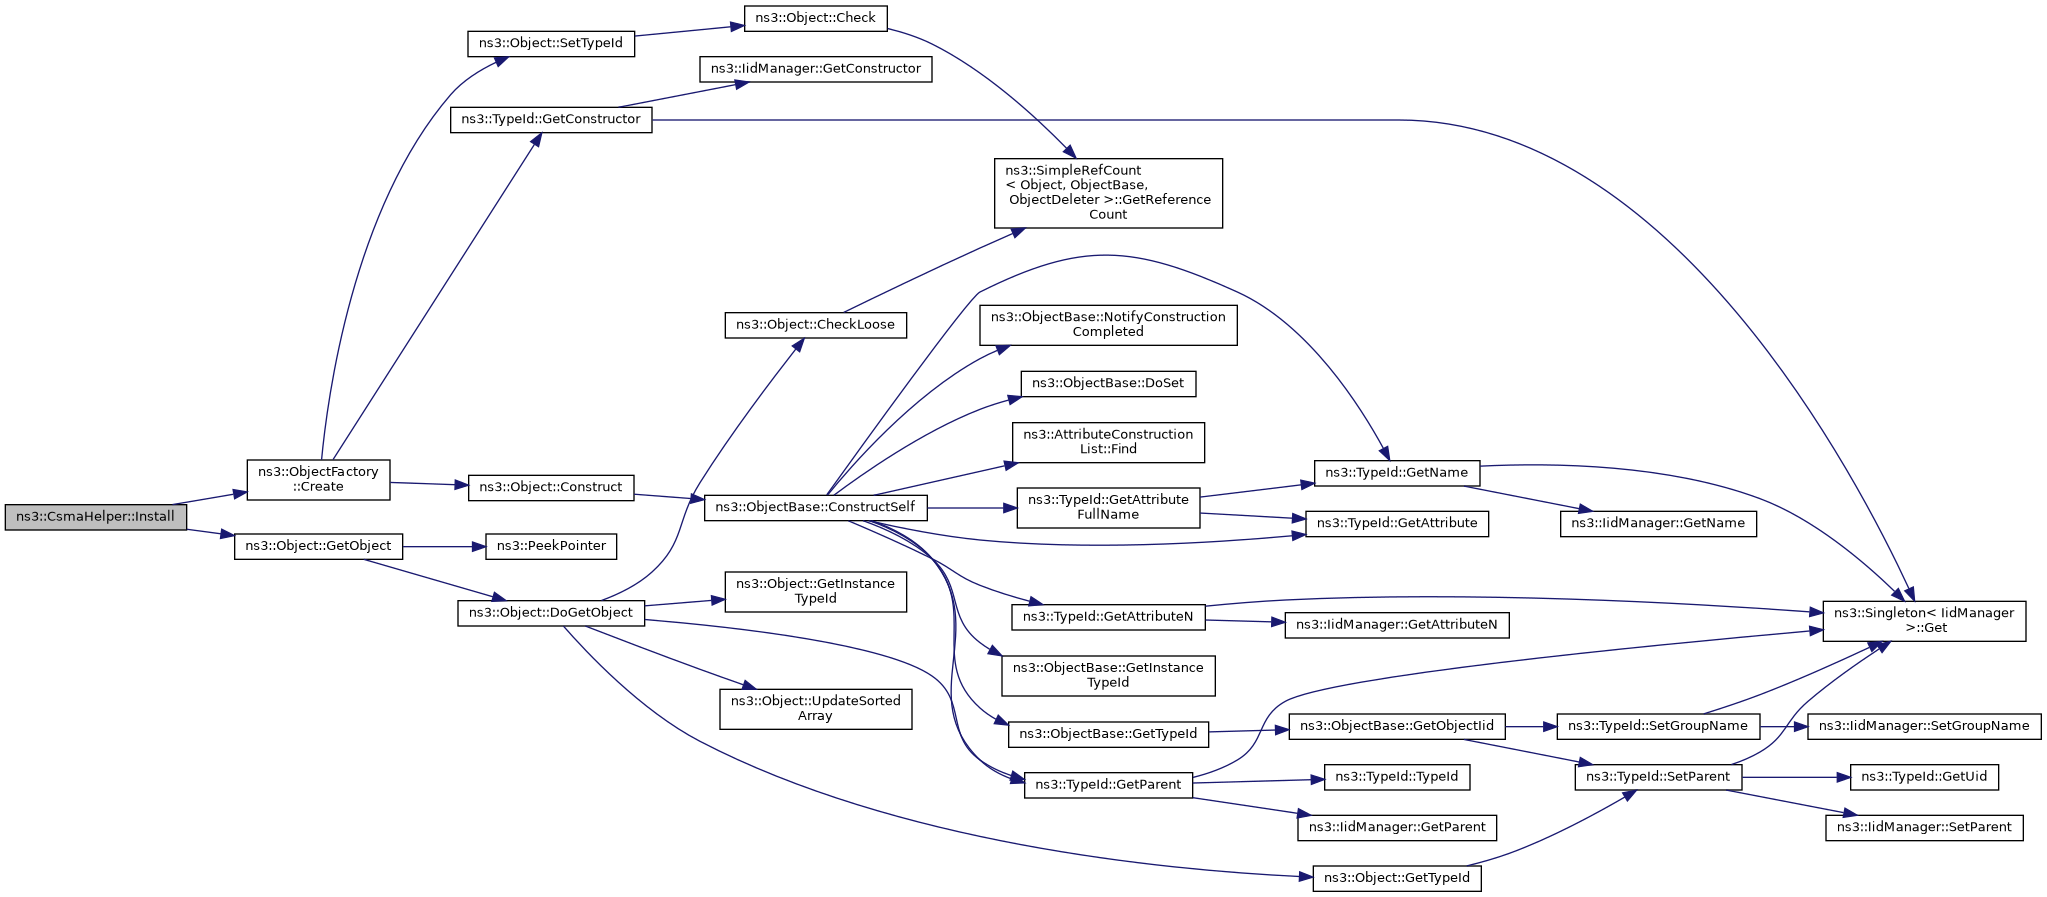 ns3::Object::Check
ns3::Object::SetTypeId
ns3::IidManager::GetConstructor
ns3::TypeId::GetConstructor
ns3::SimpleRefCount
< Object, ObjectBase,
ObjectDeleter >::GetReference
Count
ns3::Object::CheckLoose
ns3::ObjectBase::NotifyConstruction
Completed
ns3::ObjectBase::DoSet
ns3::AttributeConstruction
List::Find
ns3::ObjectFactory
::Create
ns3::Object::Construct
ns3::ObjectBase::ConstructSelf
ns3::TypeId::GetAttribute
FullName
ns3::TypeId::GetName
ns3::TypeId::GetAttribute
ns3::IidManager::GetName
ns3::CsmaHelper::Install
ns3::Object::GetObject
ns3::PeekPointer
ns3::Object::DoGetObject
ns3::Object::GetInstance
TypeId
ns3::TypeId::GetAttributeN
ns3::IidManager::GetAttributeN
ns3::Singleton< IidManager
>::Get
ns3::ObjectBase::GetInstance
TypeId
ns3::Object::UpdateSorted
Array
ns3::ObjectBase::GetTypeId
ns3::ObjectBase::GetObjectIid
ns3::TypeId::SetGroupName
ns3::IidManager::SetGroupName
ns3::TypeId::GetParent
ns3::TypeId::TypeId
ns3::TypeId::SetParent
ns3::TypeId::GetUid
ns3::IidManager::GetParent
ns3::IidManager::SetParent
ns3::Object::GetTypeId